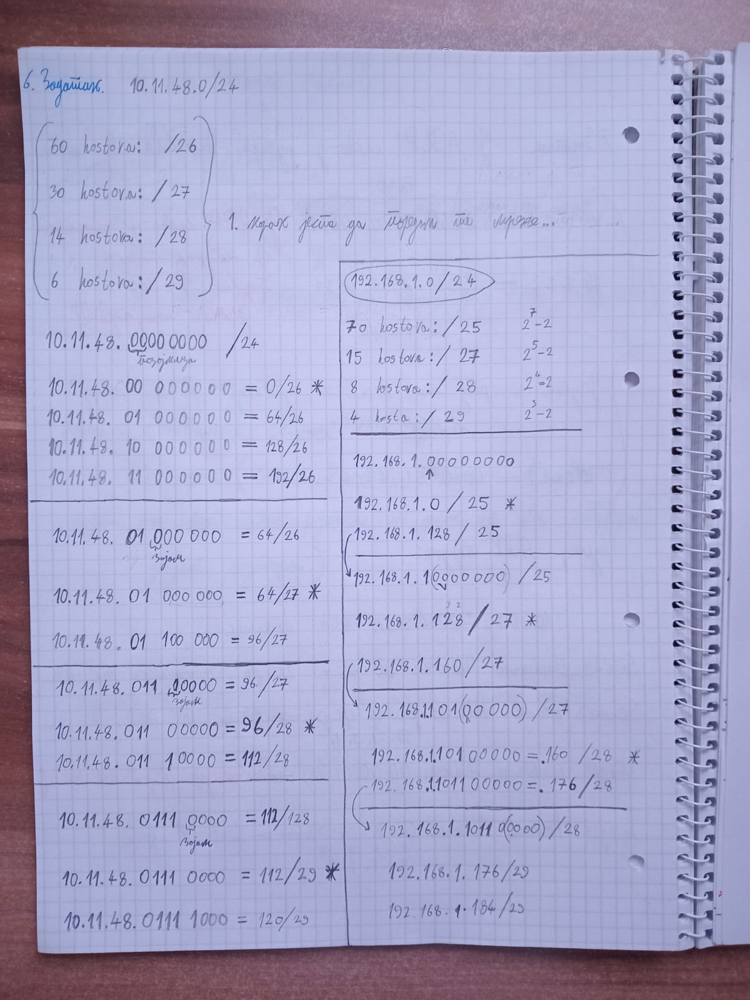 6. Задатак. 10.11.48.0/24
60 hostova: /26
30 hostova: /27
14 hostova: /28
6 hostova: /29
1. корак јесте да поређам те мреже...
10.11.48. 00000000 /24
позајмица
10.11.48. 00 000000 = 0/26 *
10.11.48. 01 000000 = 64/26
10.11.48. 10 000000 = 128/26
10.11.48. 11 000000 = 192/26
10.11.48. 01 000 000 = 64/26
зајам
10.11.48. 01 000 000 = 64/27 *
10.11.48. 01 100 000 = 96/27
10.11.48. 011 00000 = 96/27
зајам
10.11.48. 011 00000 = 96/28 *
10.11.48. 011 10000 = 112/28
10.11.48. 0111 0000 = 112/128
зајам
10.11.48. 0111 0000 = 112/29 *
10.11.48. 0111 1000 = 120/29
192.168.1.0/24
70 hostova: /25 2^7-2
15 hostova: /27 2^5-2
8 hostova: /28 2^4-2
4 hosta: /29 2^3-2
192.168.1.00000000
192.168.1.0 / 25 *
192.168.1.128 / 25
192.168.1.1(0000000) /25
192.168.1.128 / 27 *
192.168.1.160 /27
192.168.1.101(00000) /27
192.168.1.101 00000 = .160 /28 *
192.168.1.1011 00000 = .176/28
192.168.1.1011 0(0000) /28
192.168.1.176/29
192.168.1.184/29